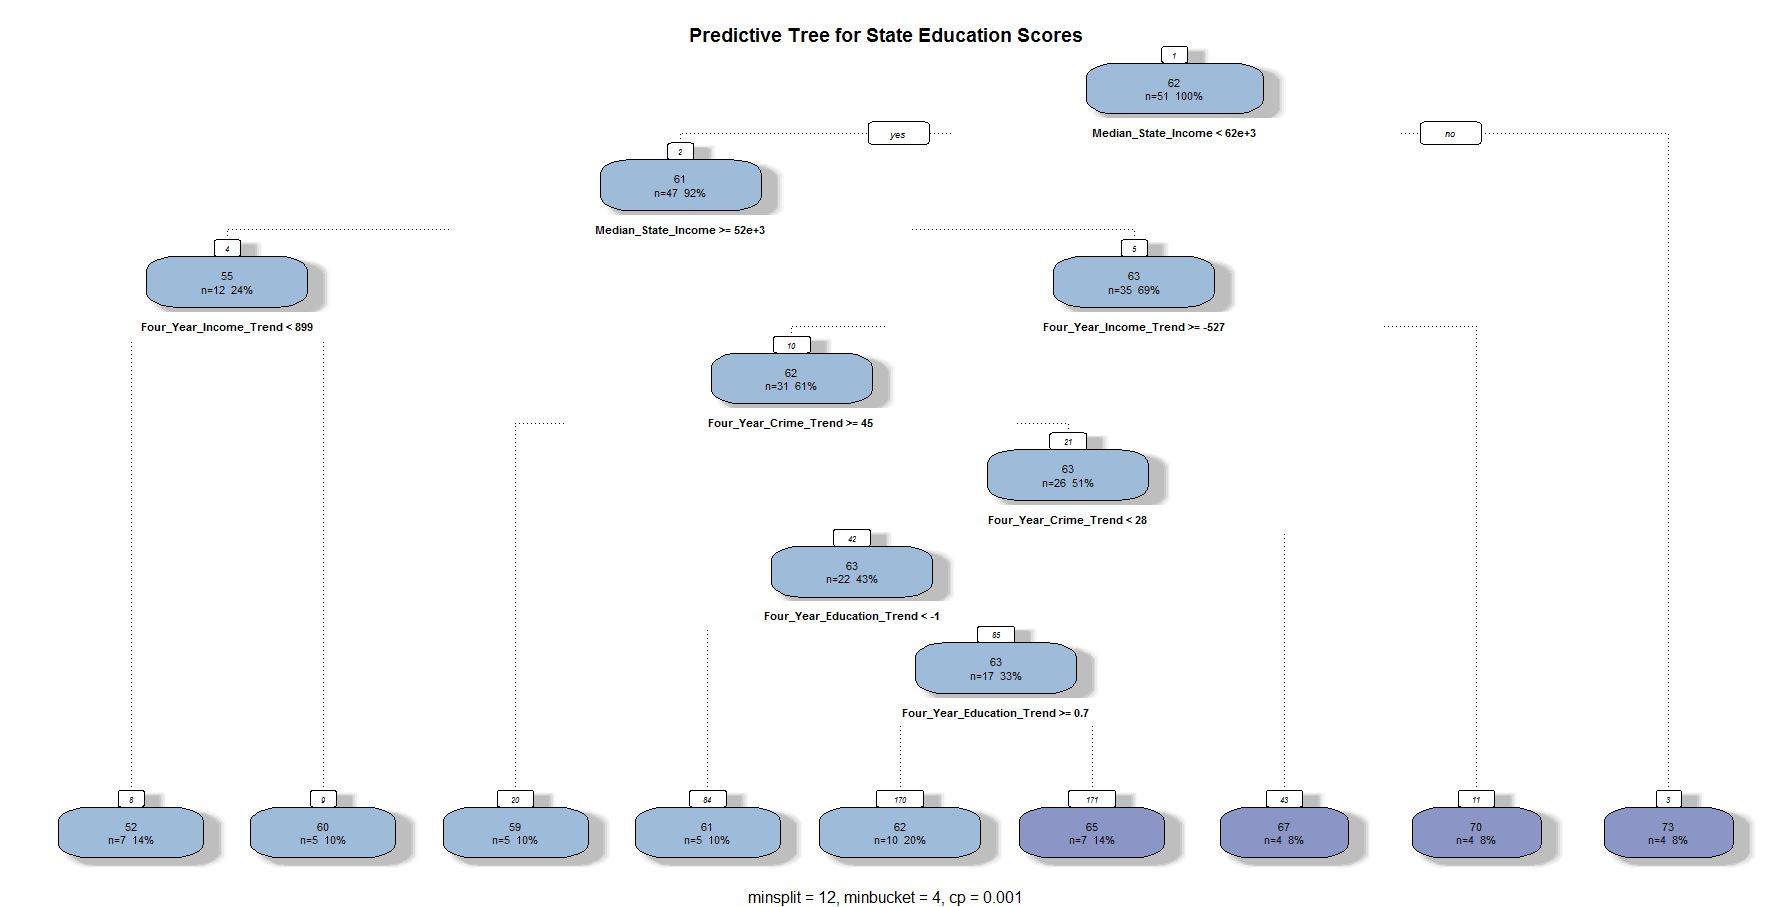 Predictive Tree for State Education Scores
1
62
n=51 100%
yes
Median_State_Income < 62e+3
no
2
61
n=47 92%
Median_State_Income >= 52e+3
4
55
n=12 24%
Four_Year_Income_Trend < 899
5
63
n=35 69%
Four_Year_Income_Trend >= -527
10
62
n=31 61%
Four_Year_Crime_Trend >= 45
21
63
n=26 51%
Four_Year_Crime_Trend < 28
42
63
n=22 43%
Four_Year_Education_Trend < -1
85
63
n=17 33%
Four_Year_Education_Trend >= 0.7
8
52
n=7 14%
9
60
n=5 10%
20
59
n=5 10%
84
61
n=5 10%
170
62
n=10 20%
171
65
n=7 14%
43
67
n=4 8%
11
70
n=4 8%
3
73
n=4 8%
minsplit = 12, minbucket = 4, cp = 0.001